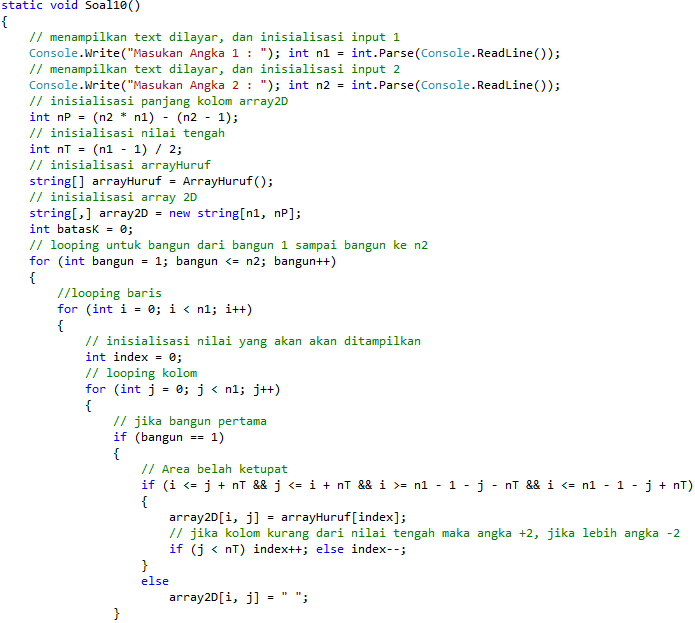 static void Soal10()
{
// menampilkan text dilayar, dan inisialisasi input 1
Console.Write("Masukan Angka 1 : "); int n1 = int.Parse(Console.ReadLine());
// menampilkan text dilayar, dan inisialisasi input 2
Console.Write("Masukan Angka 2 : "); int n2 = int.Parse(Console.ReadLine());
// inisialisasi panjang kolom array2D
int nP = (n2 * n1) - (n2 - 1);
// inisialisasi nilai tengah
int nT = (n1 - 1) / 2;
// inisialisasi arrayHuruf
string[] arrayHuruf = ArrayHuruf();
// inisialisasi array 2D
string[,] array2D = new string[n1, nP];
int batasK = 0;
// looping untuk bangun dari bangun 1 sampai bangun ke n2
for (int bangun = 1; bangun <= n2; bangun++)
{
//looping baris
for (int i = 0; i < n1; i++)
{
// inisialisasi nilai yang akan akan ditampilkan
int index = 0;
// looping kolom
for (int j = 0; j < n1; j++)
{
// jika bangun pertama
if (bangun == 1)
{
// Area belah ketupat
if (i <= j + nT && j <= i + nT && i >= n1 - 1 - j - nT && i <= n1 - 1 - j + nT)
{
array2D[i, j] = arrayHuruf[index];
// jika kolom kurang dari nilai tengah maka angka +2, jika lebih angka -2
if (j < nT) index++; else index--;
}
else
array2D[i, j] = " ";
}